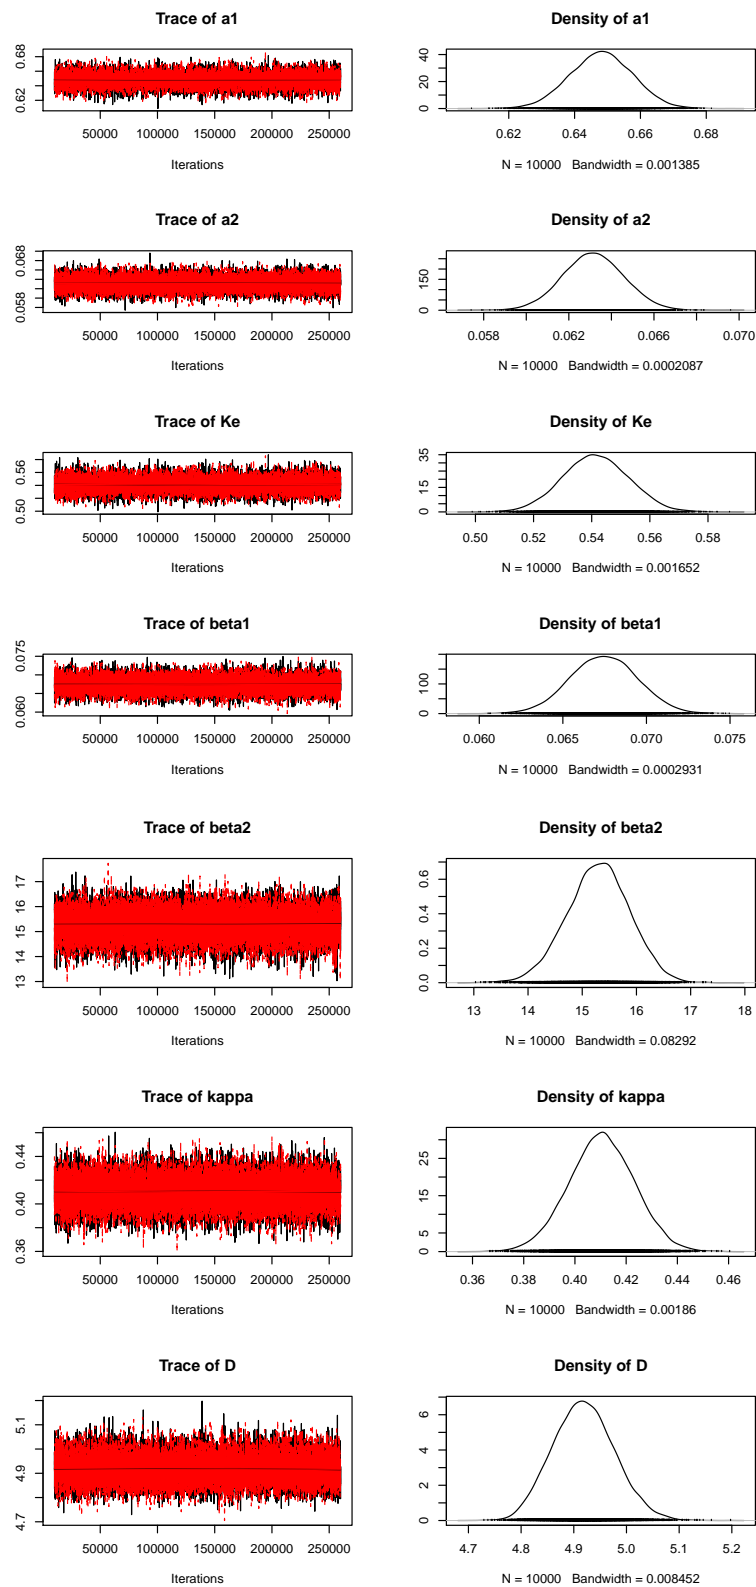 Trace of a1
0.62 0.68
50000 100000 150000 200000 250000
Iterations
Density of a1
0 20 40
0.62 0.64 0.66 0.68
N = 10000 Bandwidth = 0.001385
Trace of a2
0.058 0.068
50000 100000 150000 200000 250000
Iterations
Density of a2
0 150
0.058 0.062 0.066 0.070
N = 10000 Bandwidth = 0.0002087
Trace of Ke
0.50 0.56
50000 100000 150000 200000 250000
Iterations
Density of Ke
0 15 35
0.50 0.52 0.54 0.56 0.58
N = 10000 Bandwidth = 0.001652
Trace of beta1
0.060 0.075
50000 100000 150000 200000 250000
Iterations
Density of beta1
0 100
0.060 0.065 0.070 0.075
N = 10000 Bandwidth = 0.0002931
Trace of beta2
13 14 15 16 17
50000 100000 150000 200000 250000
Iterations
Density of beta2
0.0 0.2 0.4 0.6
13 14 15 16 17 18
N = 10000 Bandwidth = 0.08292
Trace of kappa
0.36 0.40 0.44
50000 100000 150000 200000 250000
Iterations
Density of kappa
0 5 15 25
0.36 0.38 0.40 0.42 0.44 0.46
N = 10000 Bandwidth = 0.00186
Trace of D
4.7 4.9 5.1
50000 100000 150000 200000 250000
Iterations
Density of D
0 2 4 6
4.7 4.8 4.9 5.0 5.1 5.2
N = 10000 Bandwidth = 0.008452